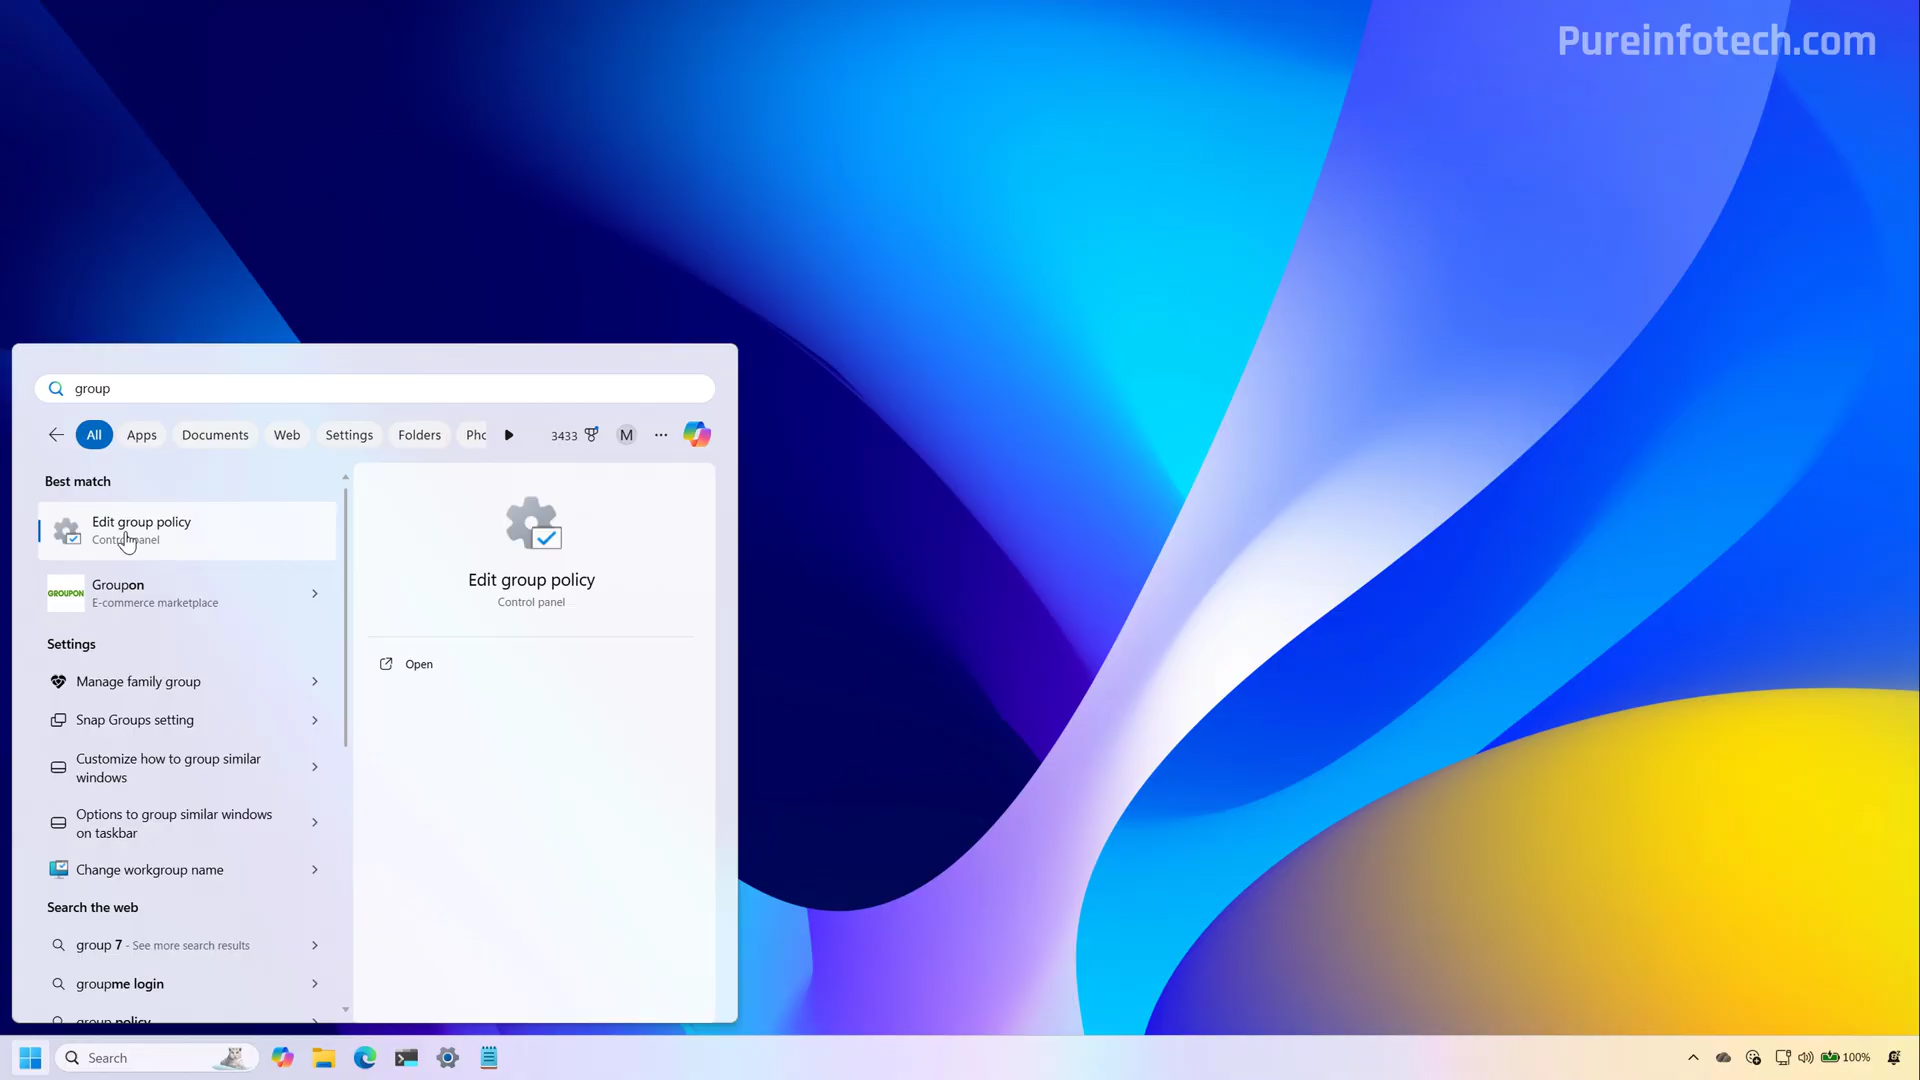 Pureinfotech.com
group
All
Apps
Documents
Web
Settings
Folders
Phc
3433
M
Best match
Edit group policy
Control panel
GROUPON
Groupon
E-commerce marketplace
Settings
Manage family group
Snap Groups setting
Customize how to group similar
windows
Options to group similar windows
on taskbar
Change workgroup name
Search the web
group 7 - See more search results
groupme login
group policy
Edit group policy
Control panel
Open
Search
100%